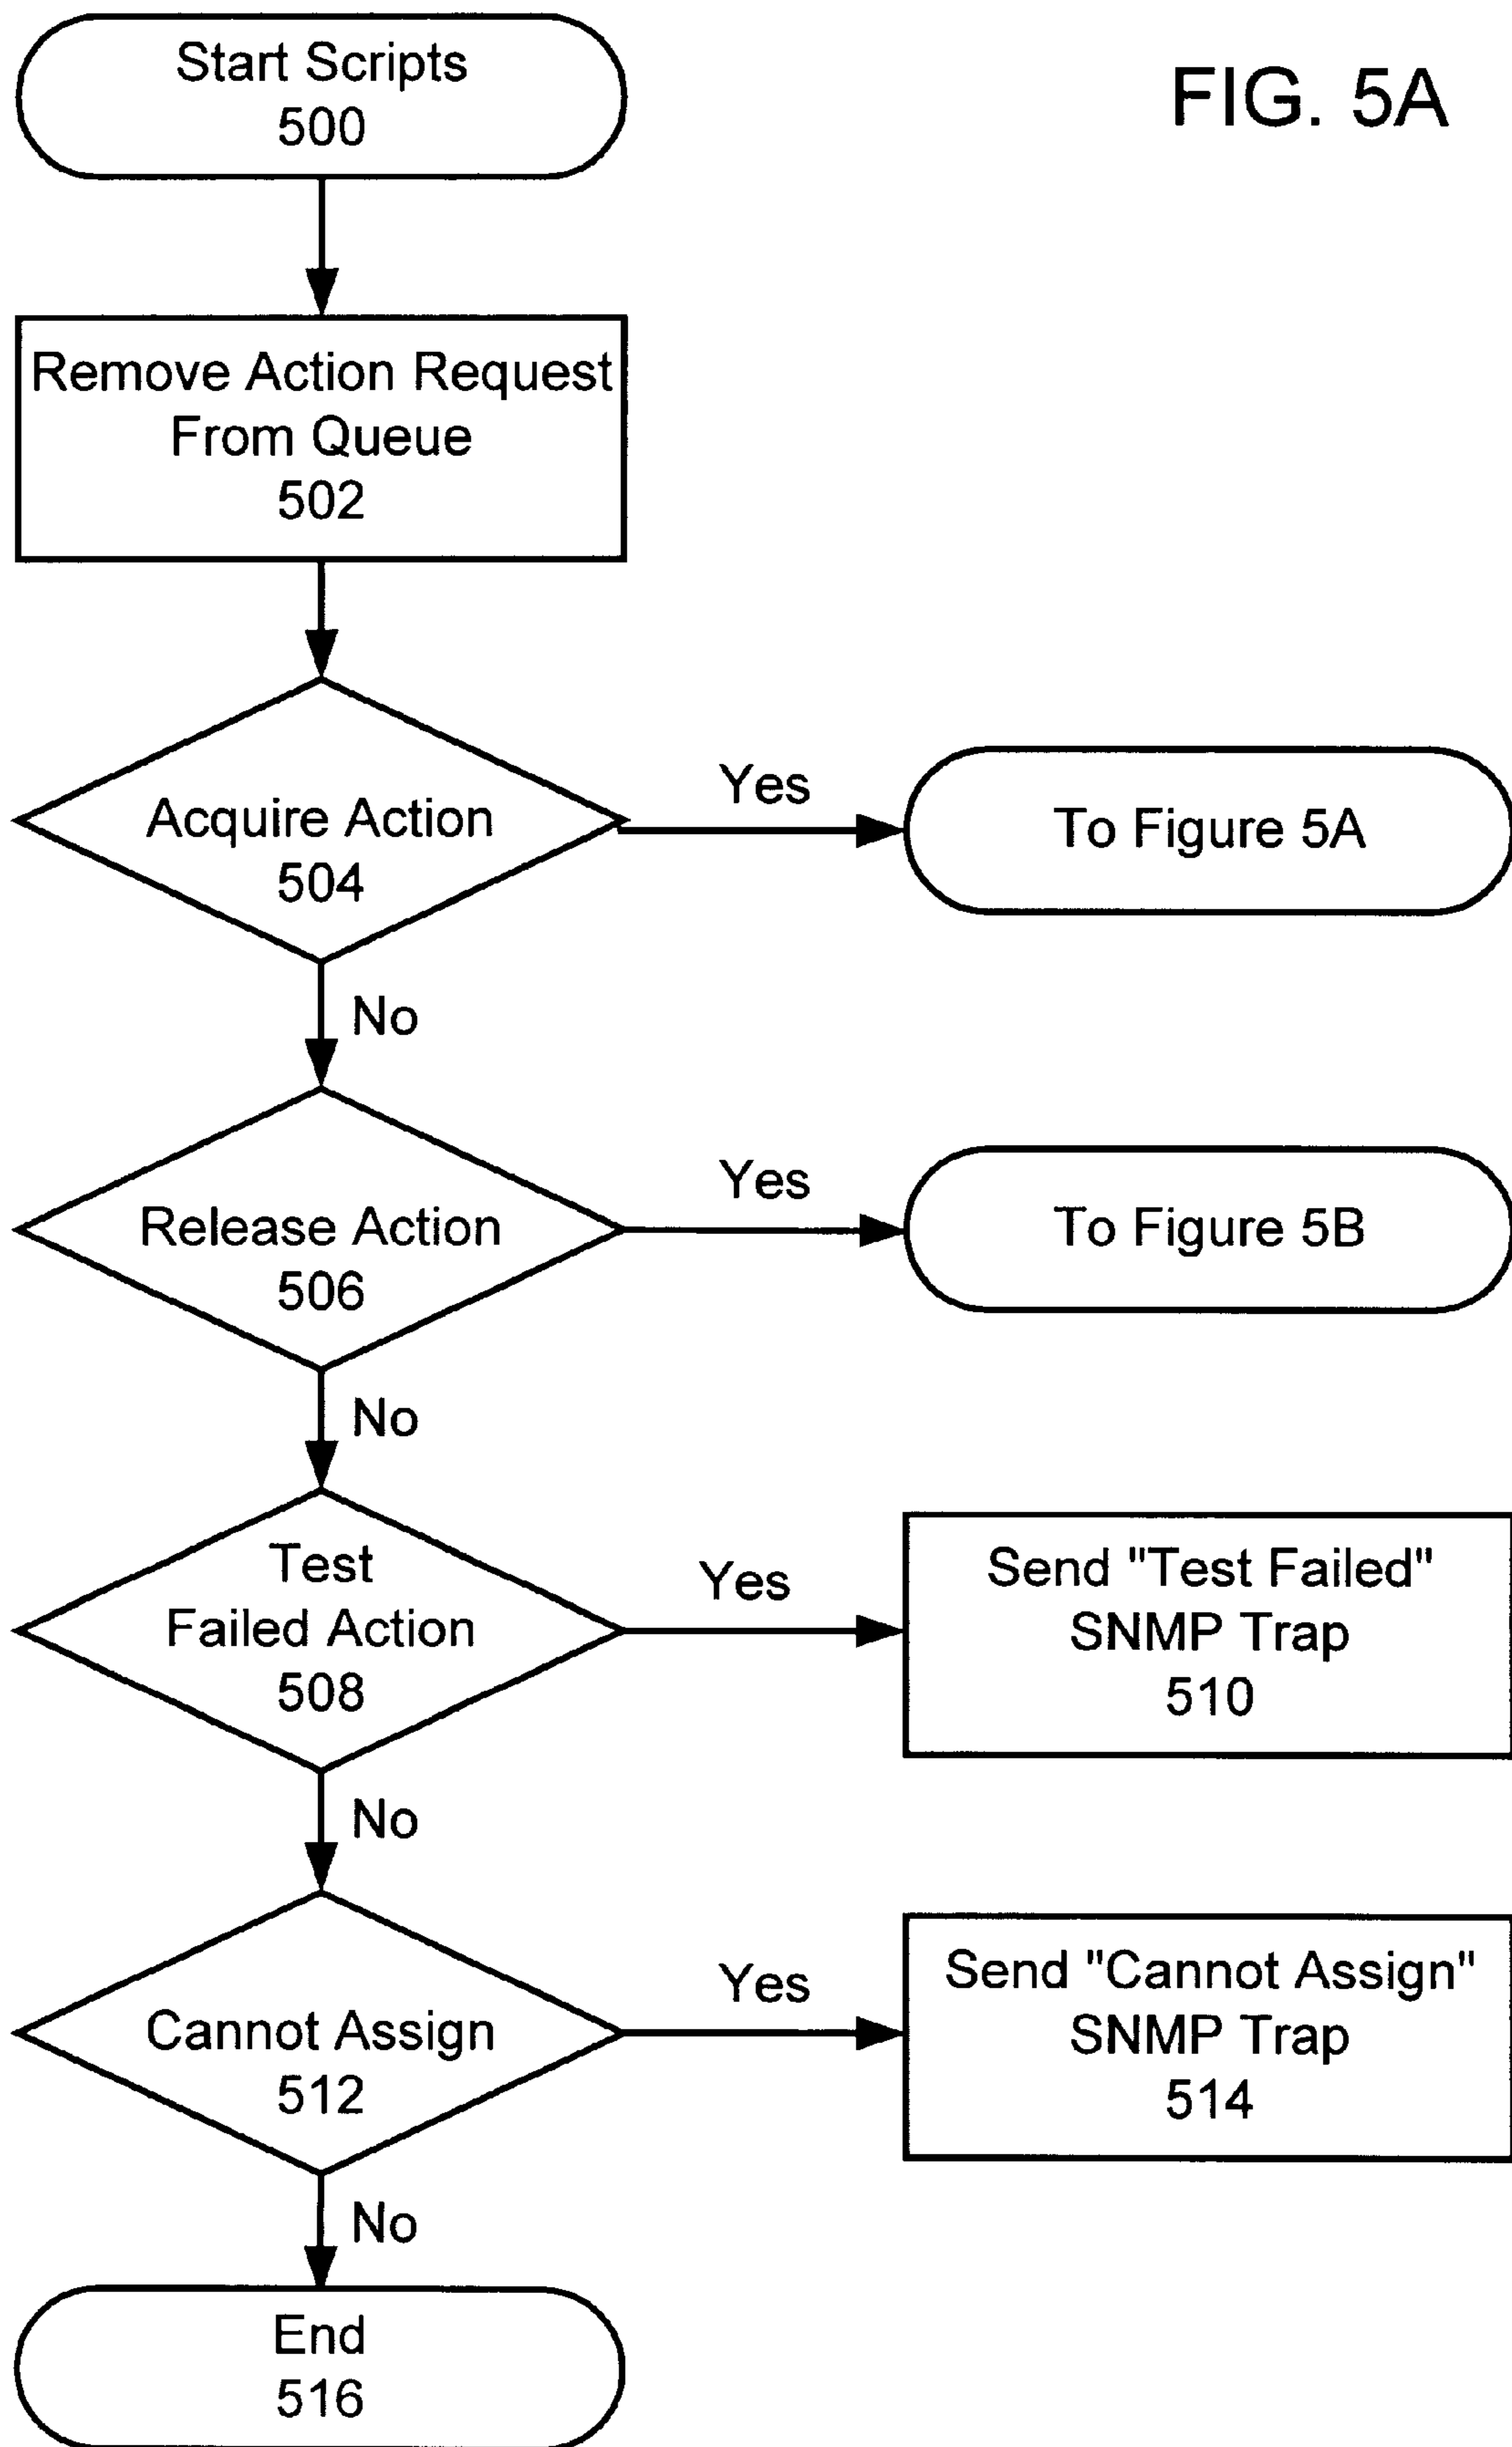 FIG. 5A
Start Scripts
500
Remove Action Request
From Queue
502
Acquire Action
504
Yes
To Figure 5A
No
Release Action
506
Yes
To Figure 5B
No
Test
Failed Action
508
Yes
Send "Test Failed"
SNMP Trap
510
No
Cannot Assign
512
Yes
Send "Cannot Assign"
SNMP Trap
514
No
End
516